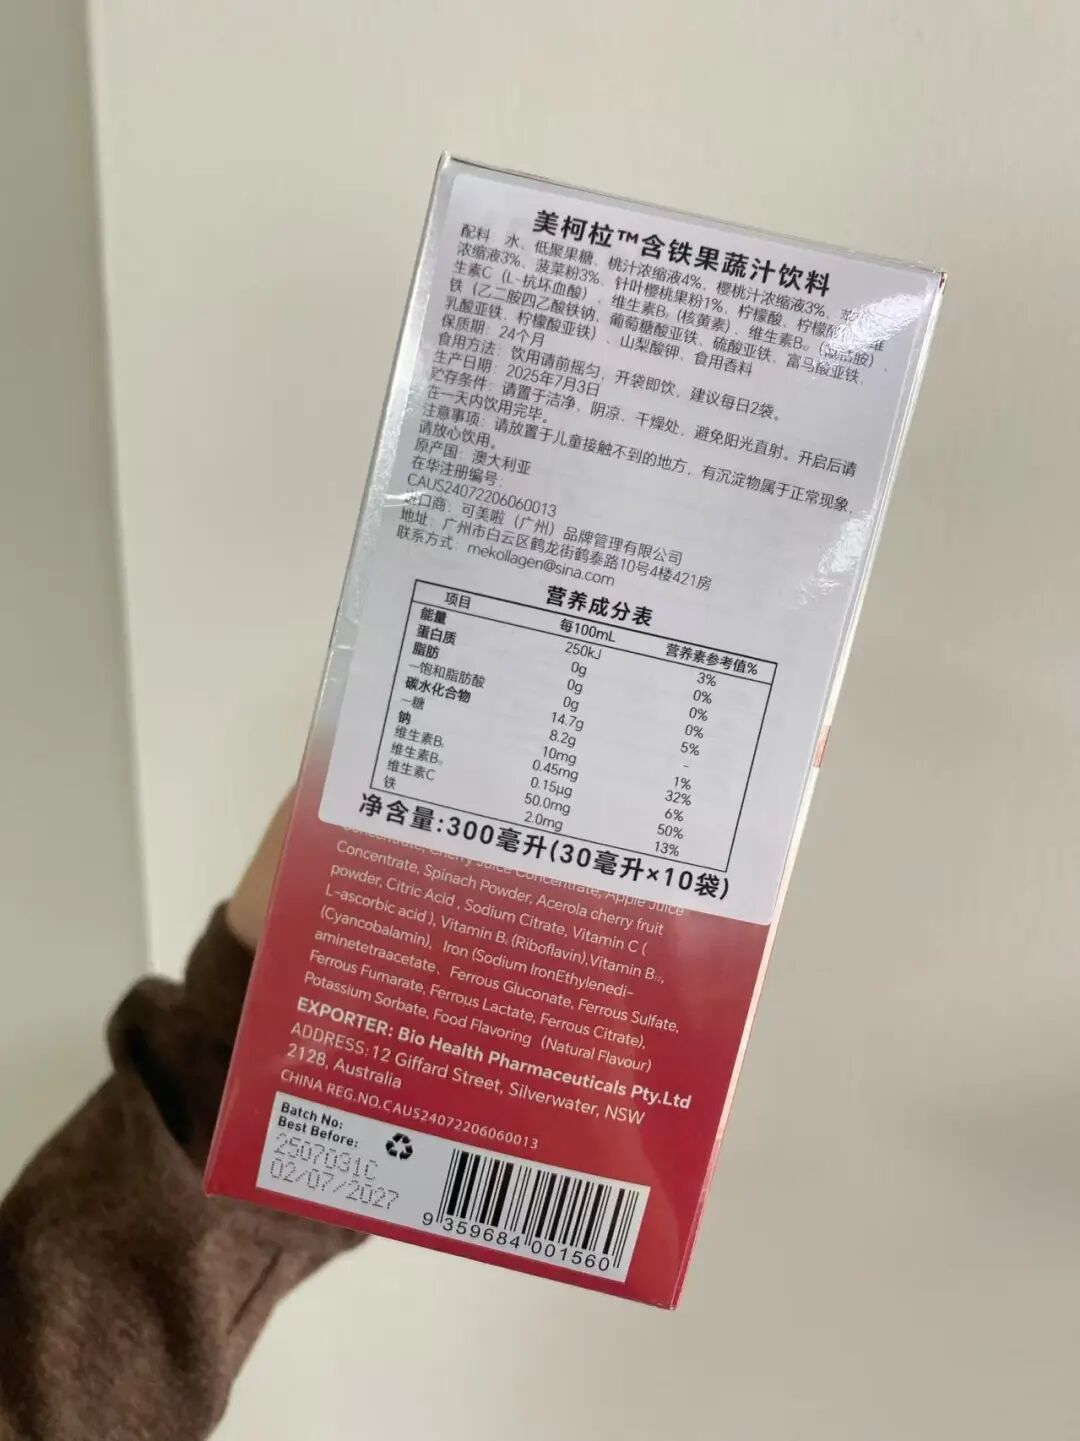 美柯粒™含铁果蔬汁饮料
配料：水、低聚果糖、桃汁浓缩液4%、樱桃汁浓缩液3%、
浓缩液3%、菠菜粉3%、针叶樱桃果粉1%、柠檬酸、柠檬酸
生素C（L-抗坏血酸）、维生素B₂（核黄素）、维生素B₁₂（
铁（乙二胺四乙酸铁钠，葡萄糖酸亚铁、硫酸亚铁、富马酸亚铁、
乳酸亚铁、柠檬酸亚铁）、山梨酸钾、食用香料
保质期：24个月
食用方法：饮用请前摇匀，开袋即饮，建议每日2袋。
生产日期：2025年7月3日
贮存条件：请置于洁净、阴凉、干燥处，避免阳光直射。开启后请
在一天内饮用完毕。
注意事项：请放置于儿童接触不到的地方，有沉淀物属于正常现象，
请放心饮用。
原产国：澳大利亚
在华注册编号：
CAUS24072206060013
进口商：可美啦（广州）品牌管理有限公司
地址：广州市白云区鹤龙街鹤泰路10号4楼421房
联系方式：mekollagen@sina.com
营养成分表
项目 每100mL 营养素参考值%
能量 250kJ 3%
蛋白质 0g 0%
脂肪 0g 0%
—饱和脂肪酸 0g 0%
碳水化合物 14.7g 5%
—糖 8.2g -
钠 10mg 1%
维生素B₂ 0.45mg 32%
维生素B₁₂ 0.15μg 6%
维生素C 50.0mg 50%
铁 2.0mg 13%
净含量:300毫升(30毫升×10袋)
Concentrate, Cherry Juice Concentrate, Apple Juice
Concentrate, Spinach Powder, Acerola cherry fruit
powder, Citric Acid, Sodium Citrate, Vitamin C (
L-ascorbic acid), Vitamin B₂ (Riboflavin), Vitamin B₁₂,
(Cyancobalamin), Iron (Sodium IronEthylenedi-
aminetetraacetate、Ferrous Gluconate, Ferrous Sulfate,
Ferrous Fumarate, Ferrous Lactate, Ferrous Citrate),
Potassium Sorbate, Food Flavoring (Natural Flavour)
EXPORTER: Bio Health Pharmaceuticals Pty.Ltd
ADDRESS: 12 Giffard Street, Silverwater, NSW
2128, Australia
CHINA REG.NO.CAUS24072206060013
Batch No:
Best Before:
2507031C
02/07/2027
9 359684 001560